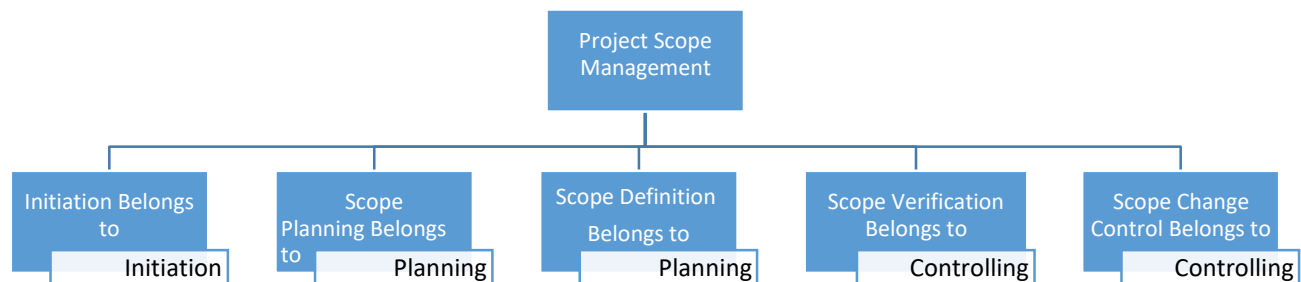 Project Scope
Management
Initiation Belongs
to
Initiation
Scope
Planning Belongs
to
Planning
Scope Definition
Belongs to
Planning
Scope Verification
Belongs to
Controlling
Scope Change
Control Belongs to
Controlling